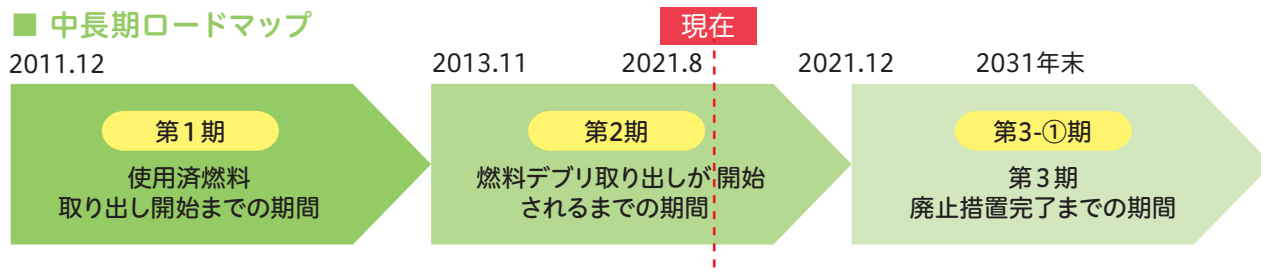 ■ 中長期ロードマップ
現在
2011.12
2013.11
2021.8
2021.12
2031年末
第1期
使用済燃料
取り出し開始までの期間
第2期
燃料デブリ取り出しが開始
されるまでの期間
第3-①期
第3期
廃止措置完了までの期間